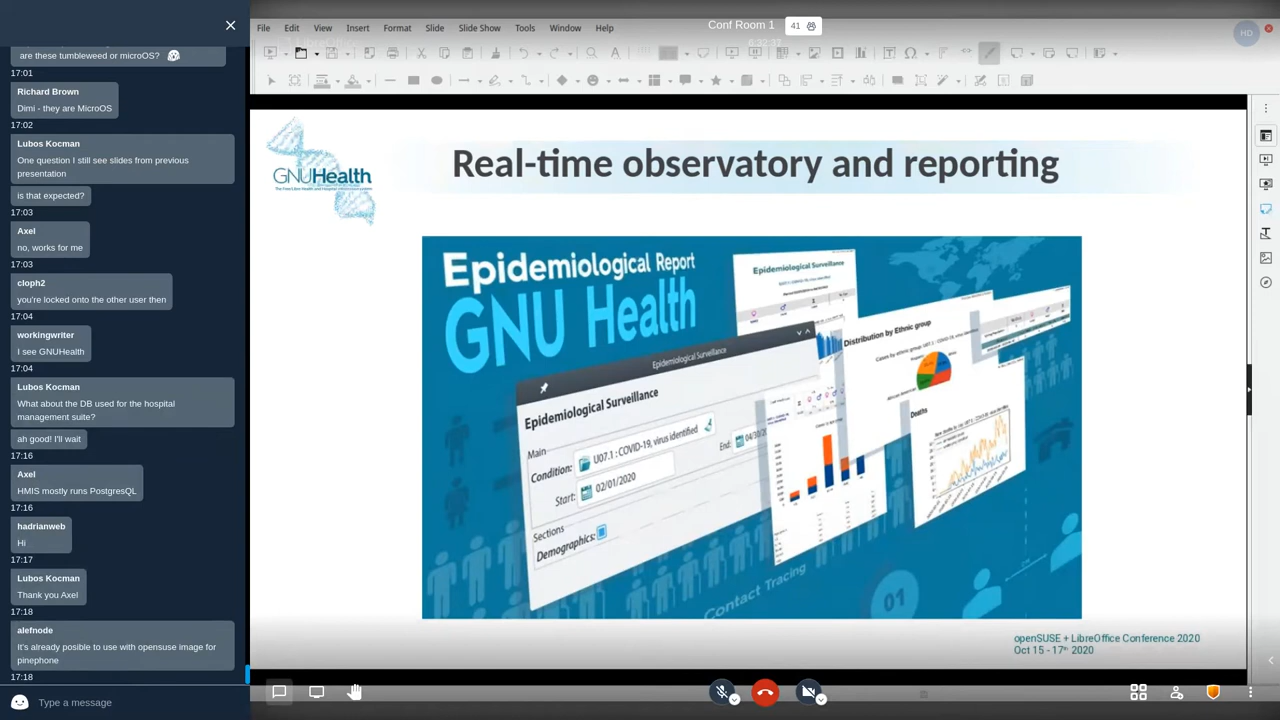 are these tumbleweed or microOS?
17:01
Richard Brown
Dimi - they are MicroOS
17:02
Lubos Kocman
One question I still see slides from previous
presentation
is that expected?
17:03
Axel
no, works for me
17:03
cloph2
you're locked onto the other user then
17:04
workingwriter
I see GNUHealth
17:04
Lubos Kocman
What about the DB used for the hospital
management suite?
ah good! I'll wait
17:16
Axel
HMIS mostly runs PostgresQL
17:16
hadrianweb
Hi
17:17
Lubos Kocman
Thank you Axel
17:18
alefnode
It's already posible to use with opensuse image for
pinephone
17:18
Type a message
File Edit View Insert Format Slide Slide Show Tools Window Help
Conf Room 1
41
HD
GNUHealth
Real-time observatory and reporting
Epidemiological Report
GNU Health
Epidemiological Surveillance
Distribution by Ethnic group
Deaths
Epidemiological Surveillance
Epidemiological Surveillance
Main
Condition: U07.1 : COVID-19, virus identified
Start: 02/01/2020
End: 04/30/20
Sections
Demographics:
Contact Tracing
01
openSUSE + LibreOffice Conference 2020
Oct 15 - 17th 2020